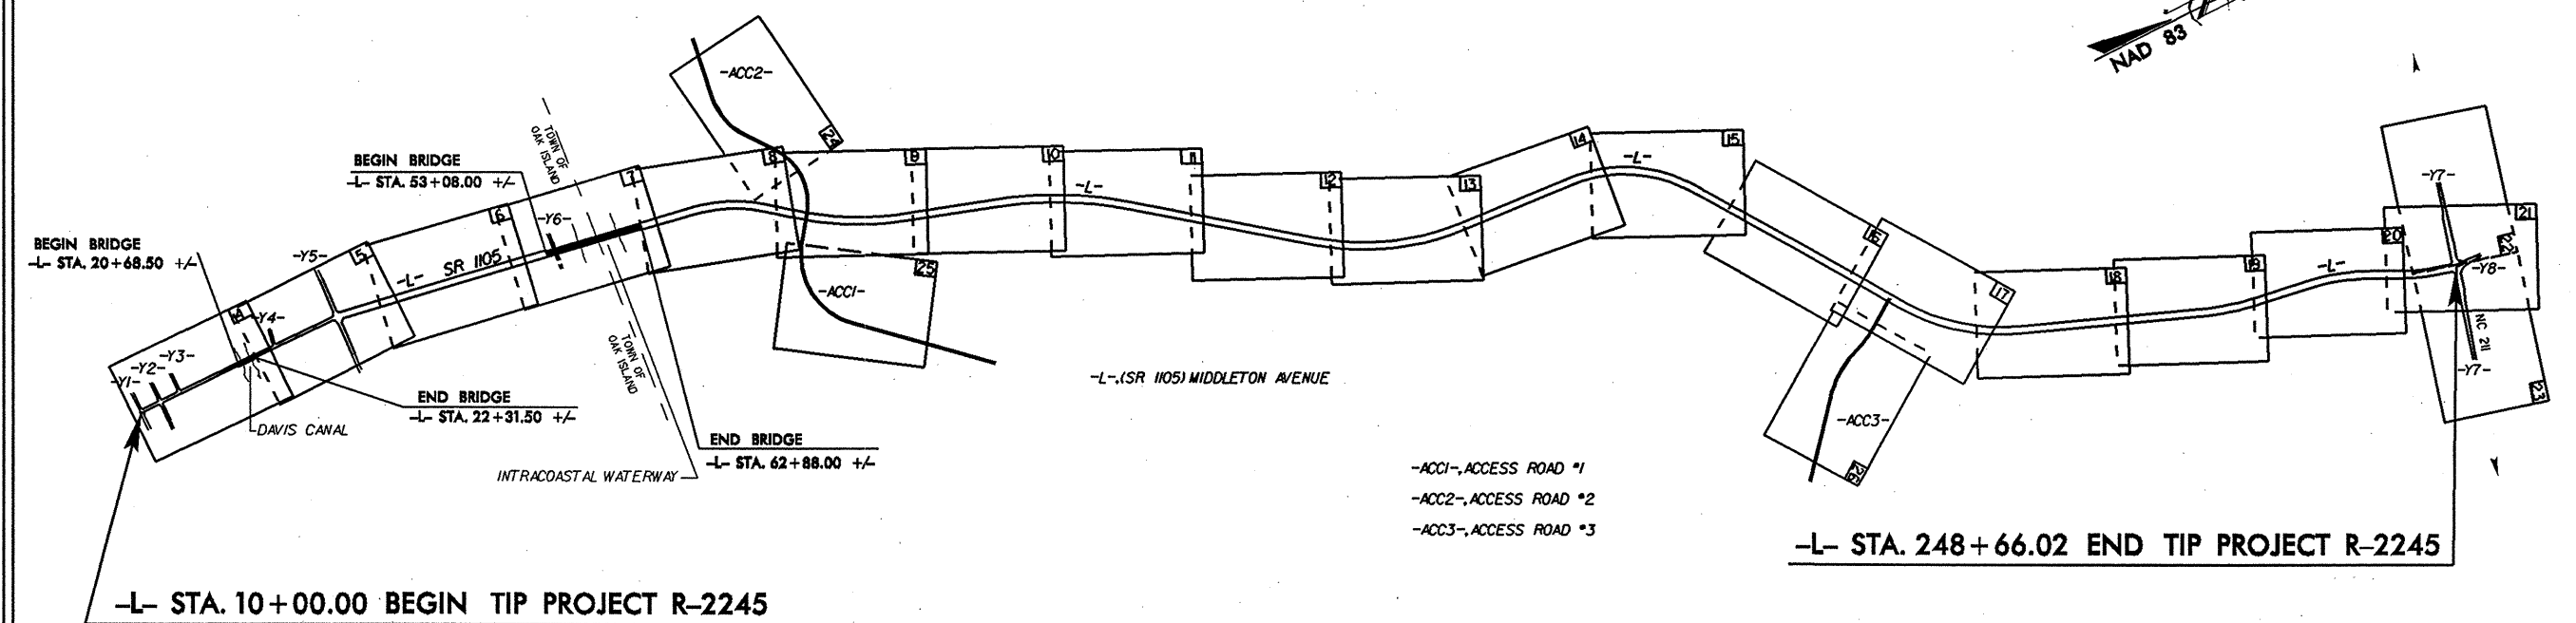 NAD 83
-ACC2-
24
TOWN OF
OAK ISLAND
BEGIN BRIDGE
-L- STA. 53+08.00 +/-
BEGIN BRIDGE
-L- STA. 20+68.50 +/-
-Y1-
-Y2-
-Y3-
4
-Y4-
-Y5-
5
-L- SR 1105
6
-Y6-
7
8
9
10
-L-
11
12
13
14
-L-
15
16
17
18
19
-L-
20
-Y7-
21
22
-Y8-
NC 211
-Y7-
23
25
-ACC1-
TOWN OF
OAK ISLAND
-L-,(SR 1105) MIDDLETON AVENUE
-ACC3-
26
END BRIDGE
-L- STA. 22+31.50 +/-
DAVIS CANAL
END BRIDGE
-L- STA. 62+88.00 +/-
INTRACOASTAL WATERWAY
-ACC1-, ACCESS ROAD #1
-ACC2-, ACCESS ROAD #2
-ACC3-, ACCESS ROAD #3
-L- STA. 248+66.02 END TIP PROJECT R-2245
-L- STA. 10+00.00 BEGIN TIP PROJECT R-2245